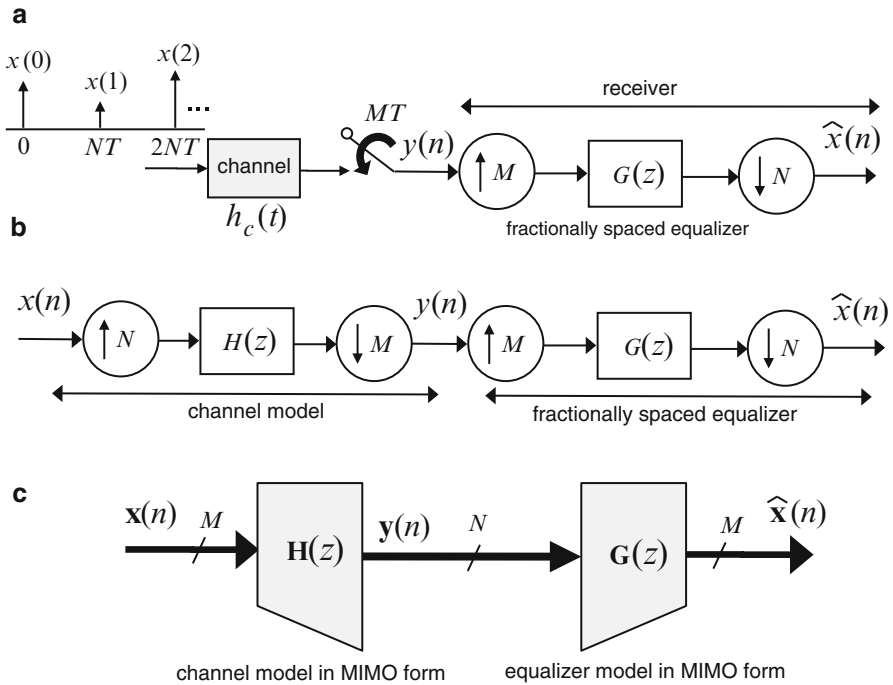 a
x(0)
x(1)
x(2)
...
0
NT
2NT
channel
h_c(t)
MT
y(n)
receiver
↑M
G(z)
↓N
x̂(n)
fractionally spaced equalizer
b
x(n)
↑N
H(z)
↓M
y(n)
↑M
G(z)
↓N
x̂(n)
channel model
fractionally spaced equalizer
c
x(n)
M
H(z)
y(n)
N
G(z)
M
x̂(n)
channel model in MIMO form
equalizer model in MIMO form